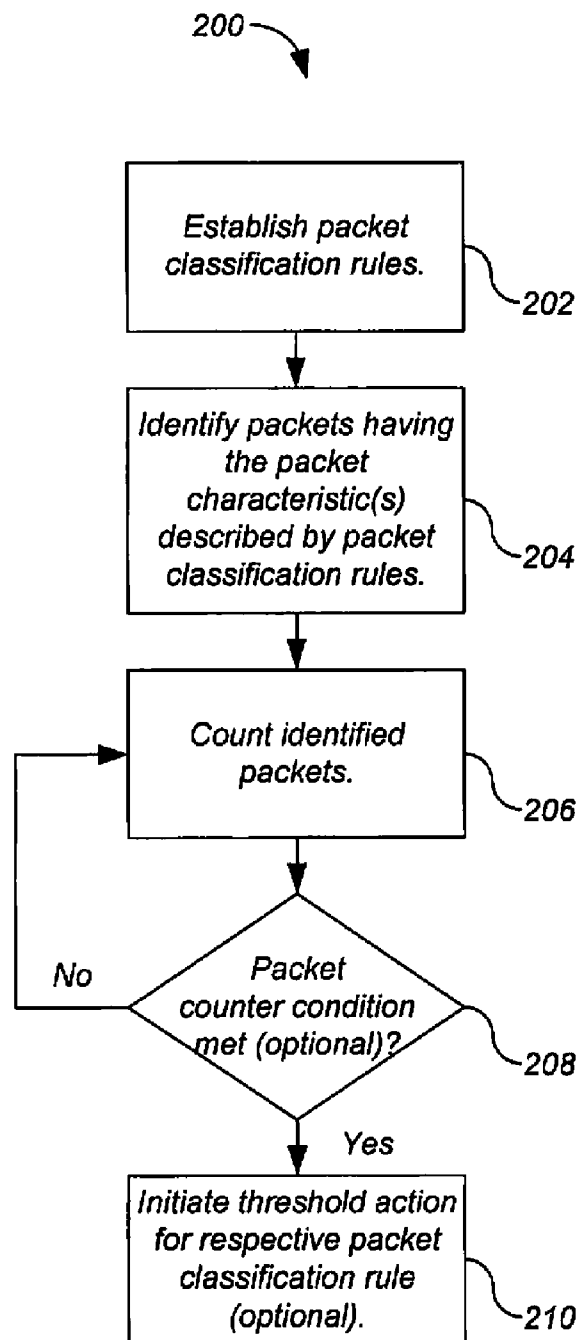 200
Establish packet
classification rules.
202
Identify packets having
the packet
characteristic(s)
described by packet
classification rules.
204
Count identified
packets.
206
No
Packet
counter condition
met (optional)?
208
Yes
Initiate threshold action
for respective packet
classification rule
(optional).
210